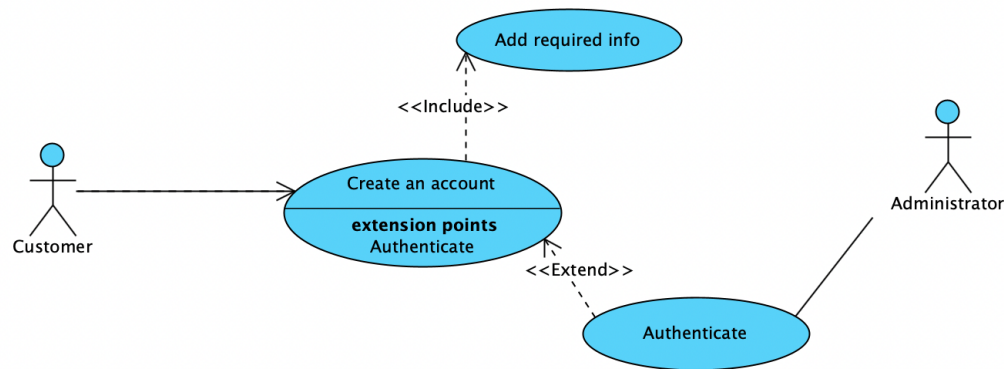 Add required info
<<Include>>
Create an account
extension points
Authenticate
Customer
Administrator
<<Extend>>
Authenticate